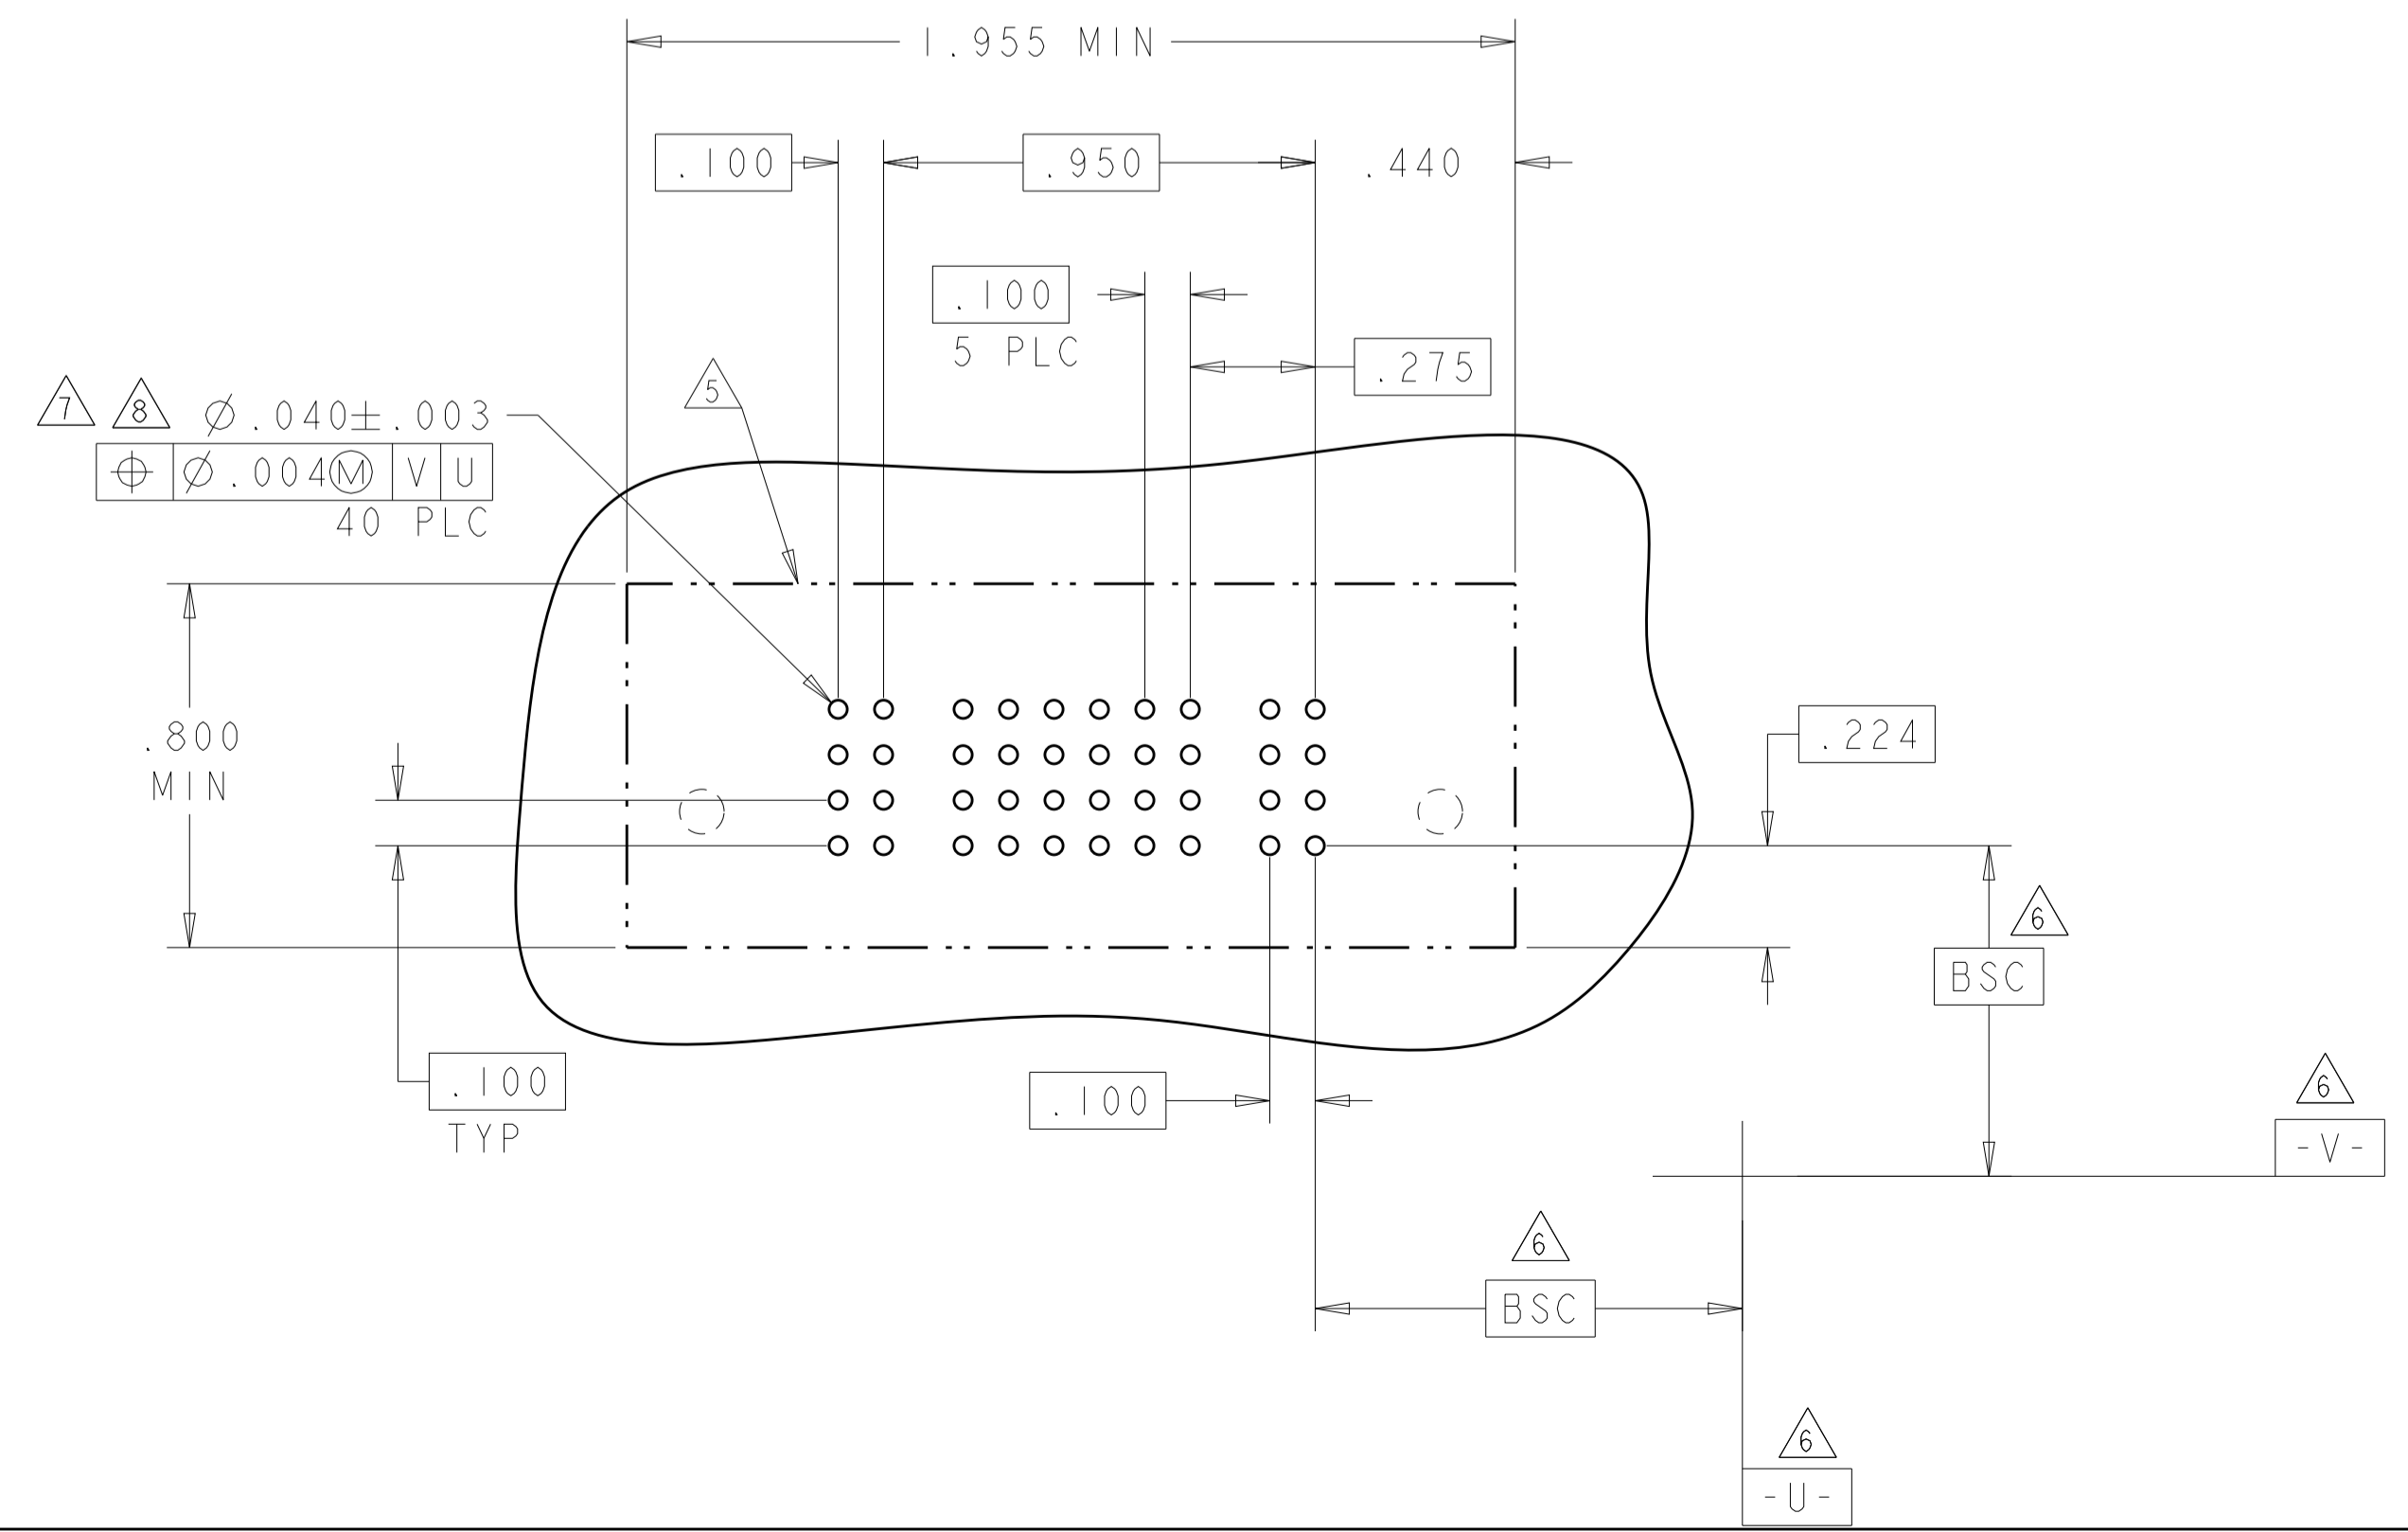 1.955 MIN
.100
.950
.440
.100
5 PLC
.275
5
7 8 ⌀.040±.003
⌖ ⌀.004Ⓜ V U
40 PLC
.800
MIN
.224
6
BSC
.100
TYP
.100
6
-V-
6
BSC
6
-U-